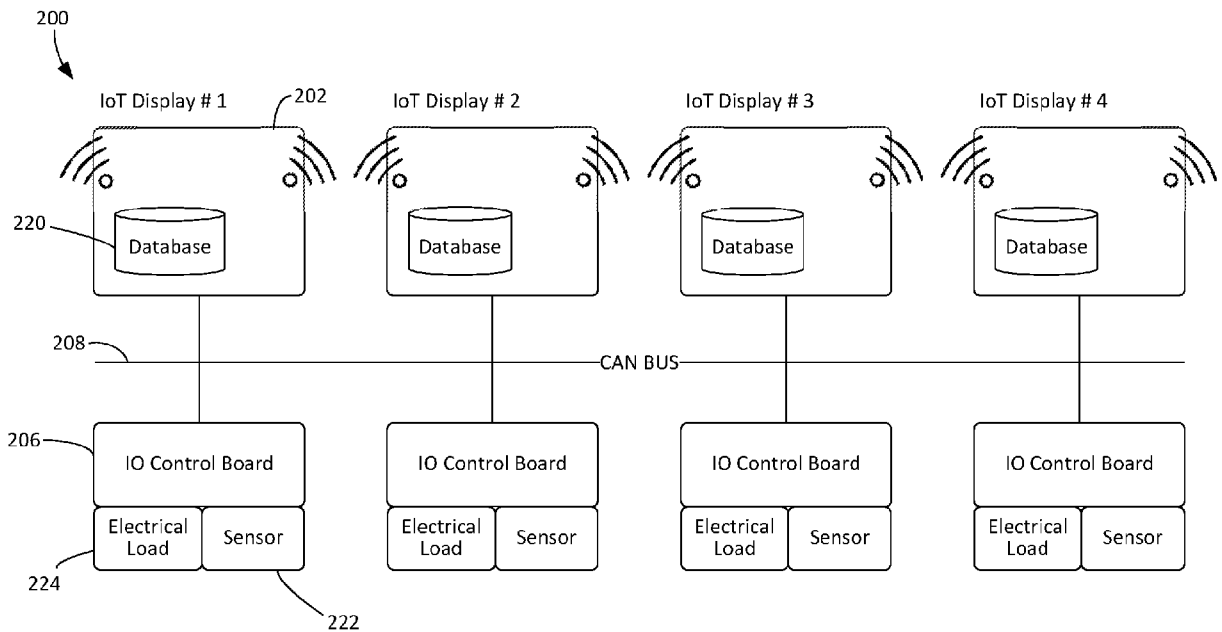 200
IoT Display # 1
202
IoT Display # 2
IoT Display # 3
IoT Display # 4
220
Database
Database
Database
Database
208
CAN BUS
206
IO Control Board
IO Control Board
IO Control Board
IO Control Board
Electrical
Load
Sensor
Electrical
Load
Sensor
Electrical
Load
Sensor
Electrical
Load
Sensor
224
222